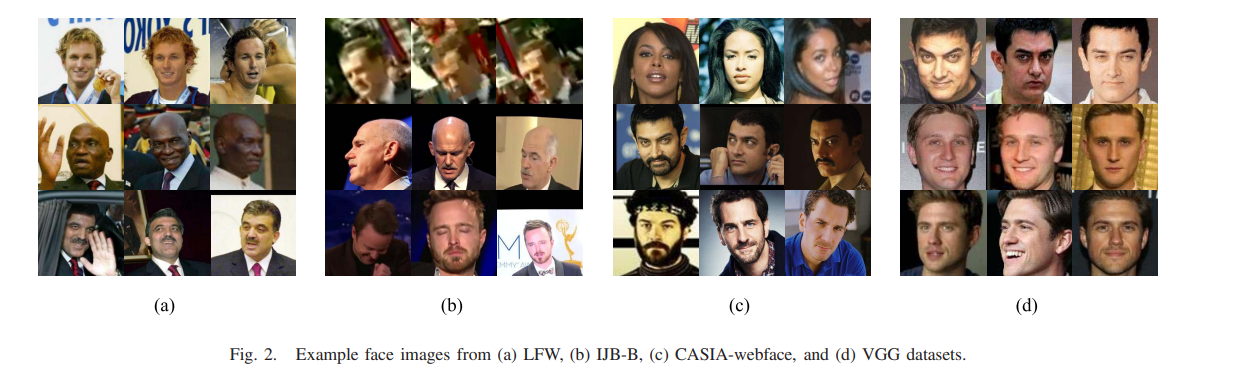 (a) (b) (c) (d)
Fig. 2. Example face images from (a) LFW, (b) IJB-B, (c) CASIA-webface, and (d) VGG datasets.